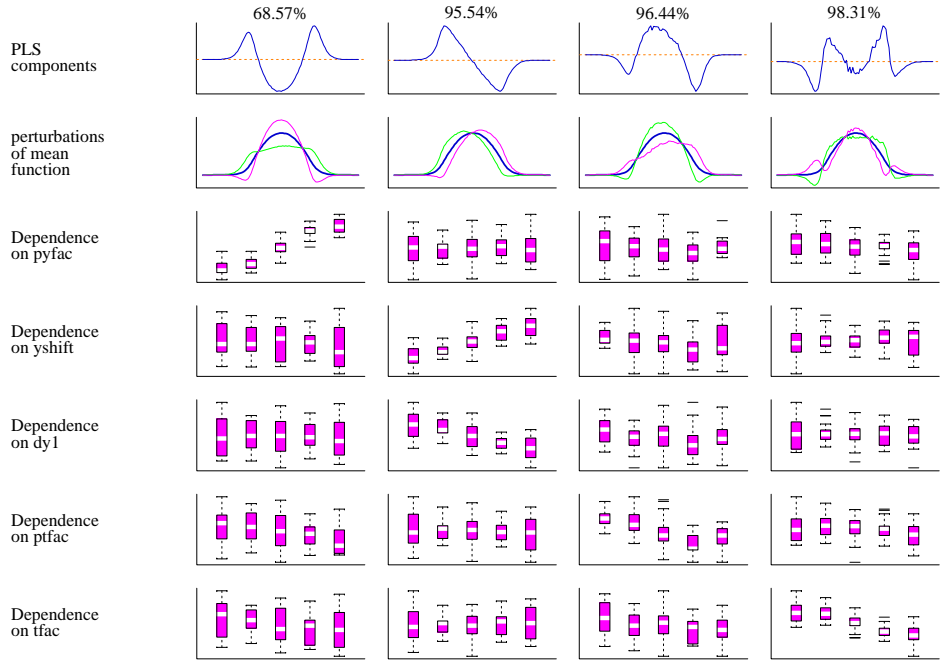 68.57% 95.54% 96.44% 98.31%
PLS
components
perturbations
of mean
function
Dependence
on pyfac
Dependence
on yshift
Dependence
on dy1
Dependence
on ptfac
Dependence
on tfac